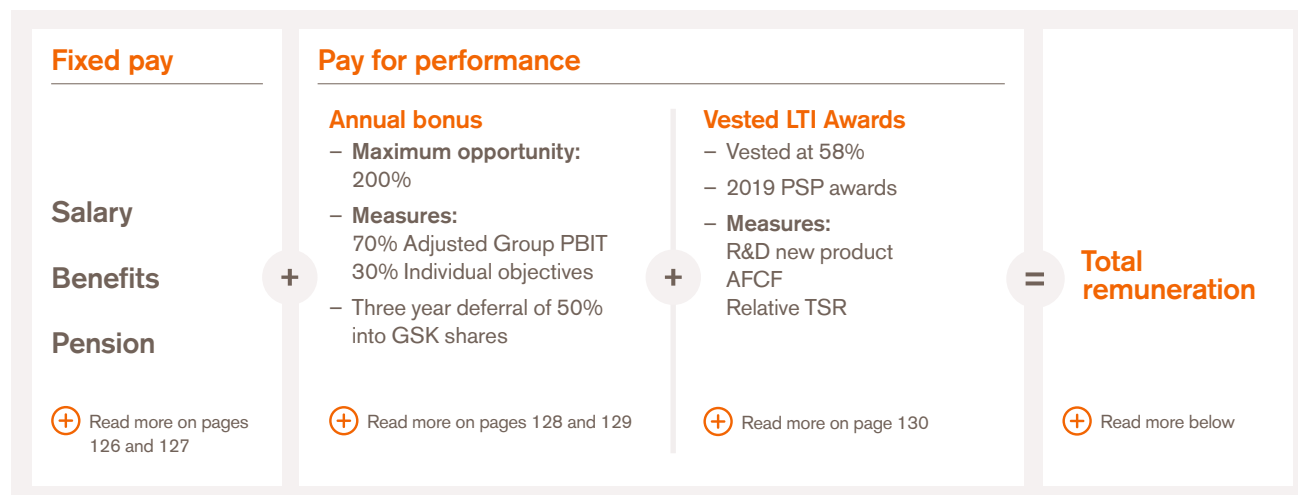 Fixed pay
Salary
Benefits
Pension
Read more on pages
126 and 127
+
Pay for performance
Annual bonus
– Maximum opportunity:
200%
– Measures:
70% Adjusted Group PBIT
30% Individual objectives
– Three year deferral of 50%
into GSK shares
Read more on pages 128 and 129
+
Vested LTI Awards
– Vested at 58%
– 2019 PSP awards
– Measures:
R&D new product
AFCF
Relative TSR
Read more on page 130
=
Total
remuneration
Read more below